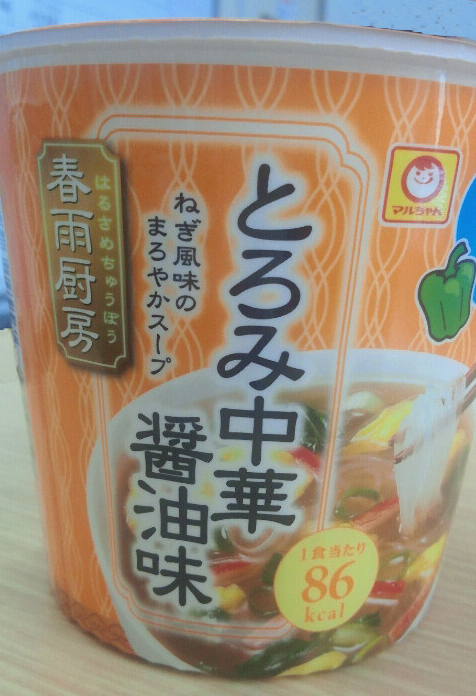 マルちゃん
はるさめちゅうぼう
春雨厨房
とろみ中華
醤油味
ねぎ風味の
まろやかスープ
1食当たり
86
kcal